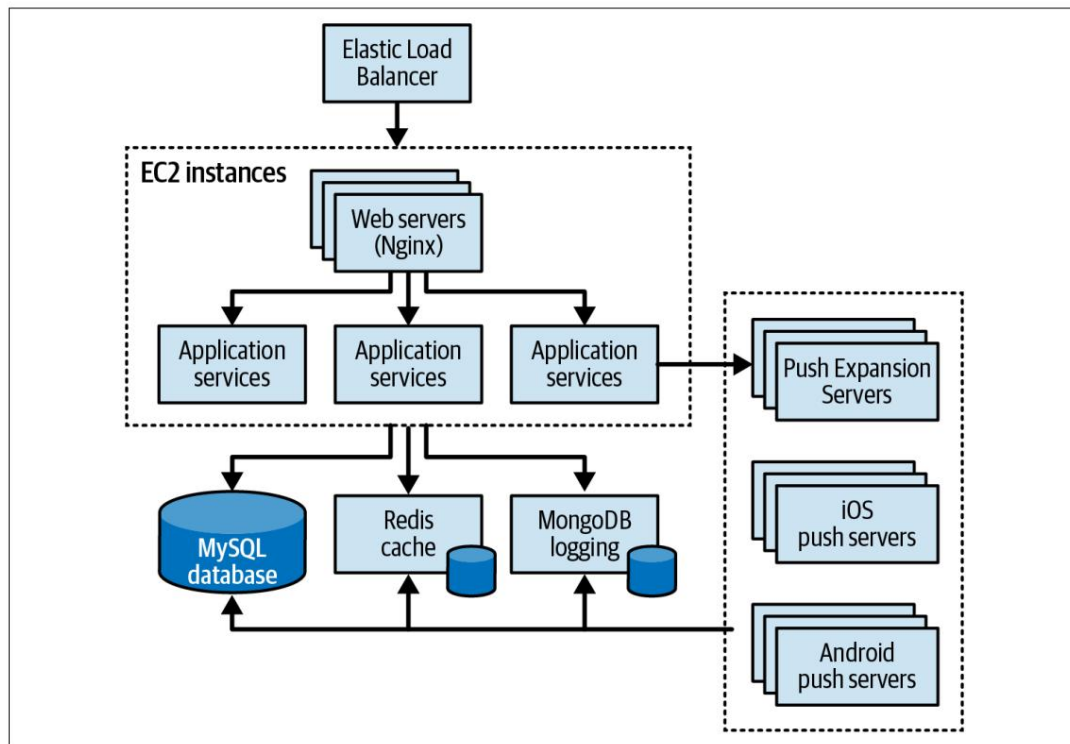 Elastic Load
Balancer
EC2 instances
Web servers
(Nginx)
Application
services
Application
services
Application
services
Push Expansion
Servers
MySQL
database
Redis
cache
MongoDB
logging
iOS
push servers
Android
push servers